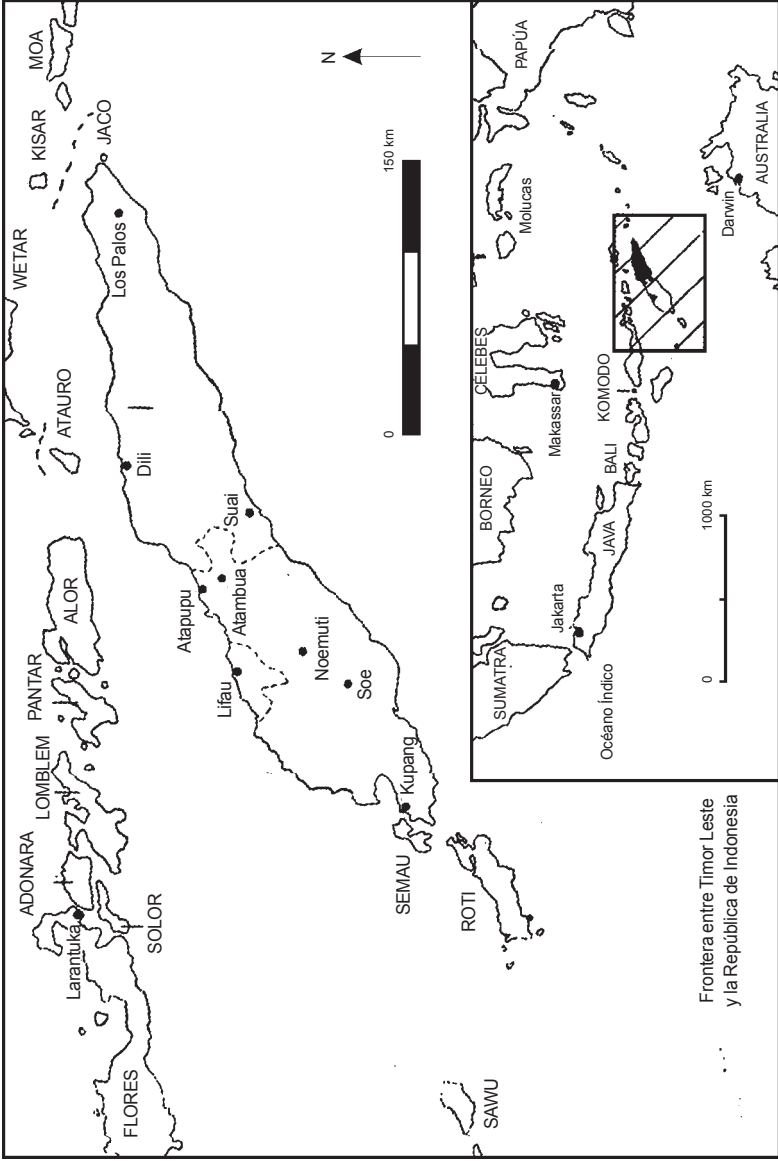 FLORES
Larantuka
ADONARA
SOLOR
LOMBLEM
PANTAR
ALOR
ATAURO
WETAR
KISAR
MOA
JACO
Los Palos
Dili
Suai
Atapupu
Atambua
Lifau
Noemuti
Soe
Kupang
SEMAU
ROTI
SAWU
N
0
150 km
Frontera entre Timor Leste
y la República de Indonesia
SUMATRA
BORNEO
CÉLEBES
Molucas
PAPÚA
Makassar
Jakarta
JAVA
BALI
KOMODO
Darwin
AUSTRALIA
Océano Índico
0
1000 km